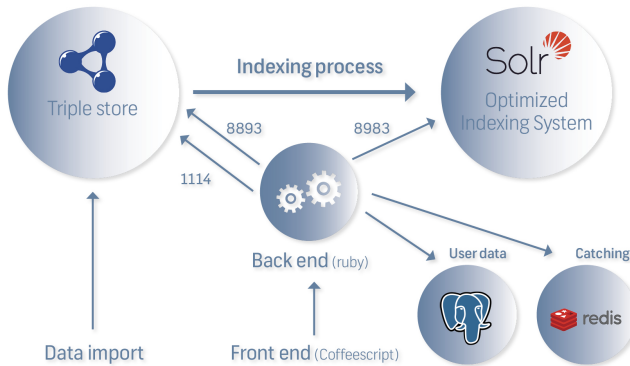 Indexing process
Triple store
Solr
Optimized
Indexing System
8893
8983
1114
Back end (ruby)
User data
Catching
redis
Data import
Front end (Coffeescript)